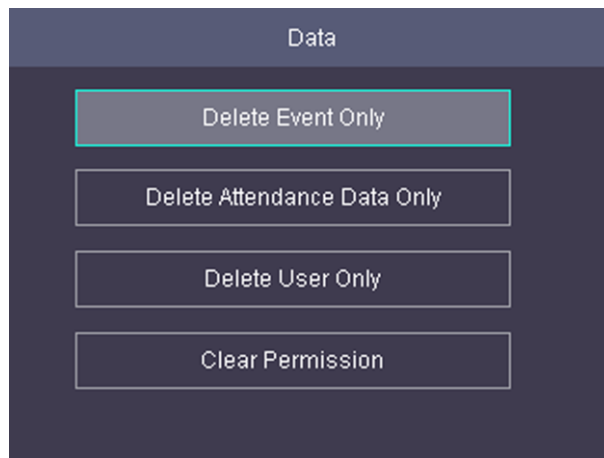 Data
Delete Event Only
Delete Attendance Data Only
Delete User Only
Clear Permission